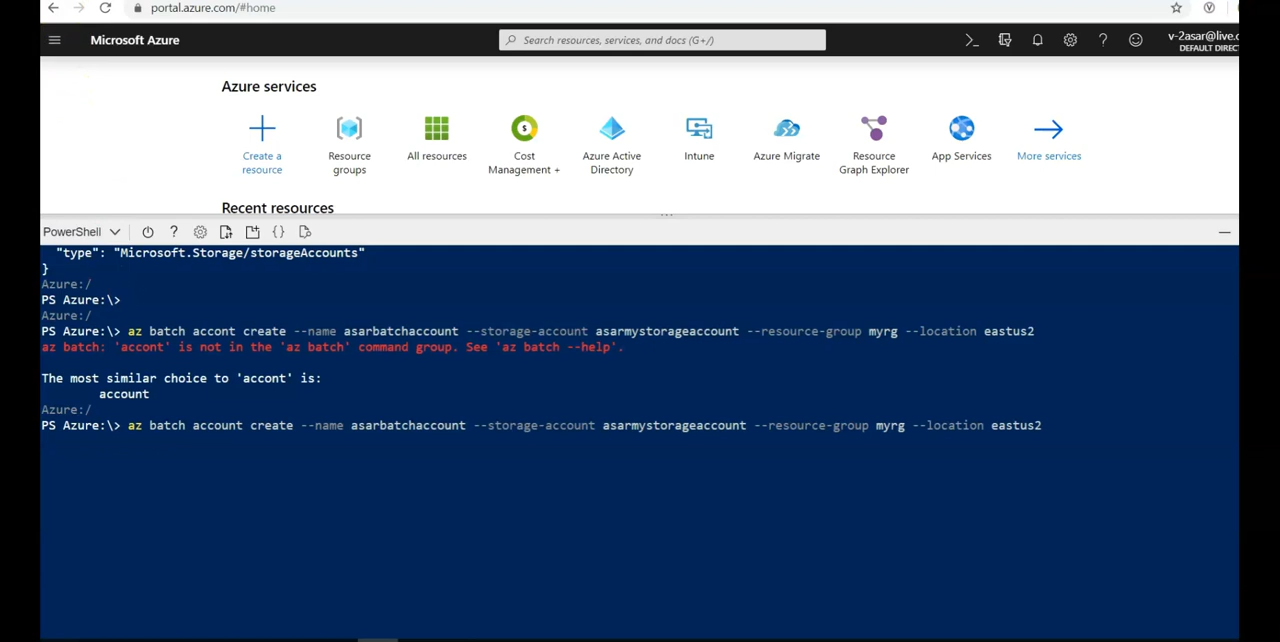 portal.azure.com/#home
Microsoft Azure
Search resources, services, and docs (G+/)
v-2asar@live.c
DEFAULT DIREC
Azure services
Create a resource
Resource groups
All resources
Cost Management +
Azure Active Directory
Intune
Azure Migrate
Resource Graph Explorer
App Services
More services
Recent resources
PowerShell
"type": "Microsoft.Storage/storageAccounts"
}
Azure:/
PS Azure:\>
Azure:/
PS Azure:\> az batch accont create --name asarbatchaccount --storage-account asarmystorageaccount --resource-group myrg --location eastus2
az batch: 'accont' is not in the 'az batch' command group. See 'az batch --help'.
The most similar choice to 'accont' is:
account
Azure:/
PS Azure:\> az batch account create --name asarbatchaccount --storage-account asarmystorageaccount --resource-group myrg --location eastus2